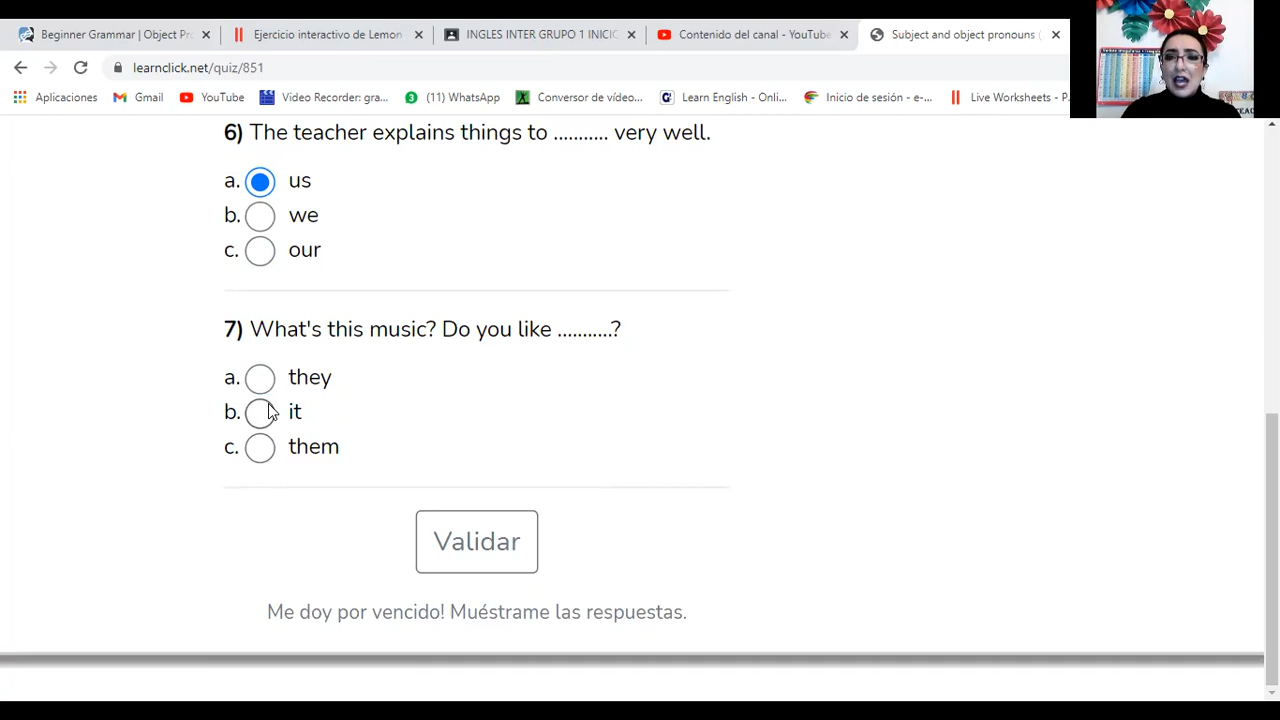 Beginner Grammar | Object Pro
Ejercicio interactivo de Lemon
INGLES INTER GRUPO 1 INICIC
Contenido del canal - YouTube
Subject and object pronouns (
learnclick.net/quiz/851
Aplicaciones
Gmail
YouTube
Video Recorder: gra...
3
(11) WhatsApp
Conversor de vídeo...
Learn English - Onli...
Inicio de sesión - e-...
Live Worksheets - P.
6) The teacher explains things to ........... very well.
a. us
b. we
c. our
7) What's this music? Do you like ...........?
a. they
b. it
c. them
Validar
Me doy por vencido! Muéstrame las respuestas.